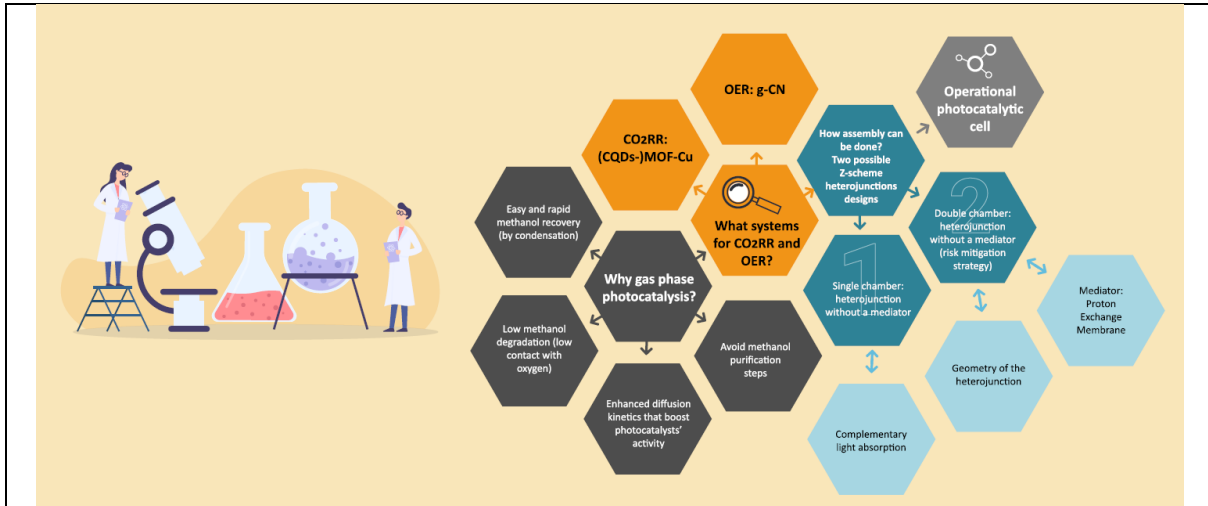 OER: g-CN
CO2RR:
(CQDs-)MOF-Cu
Operational
photocatalytic
cell
How assembly can
be done?
Two possible
Z-scheme
heterojunctions
designs
What systems
for CO2RR and
OER?
Easy and rapid
methanol recovery
(by condensation)
Why gas phase
photocatalysis?
Low methanol
degradation (low
contact with
oxygen)
Enhanced diffusion
kinetics that boost
photocatalysts'
activity
Avoid methanol
purification
steps
1
Single chamber:
heterojunction
without a mediator
2
Double chamber:
heterojunction
without a mediator
(risk mitigation
strategy)
Complementary
light absorption
Geometry of the
heterojunction
Mediator:
Proton
Exchange
Membrane